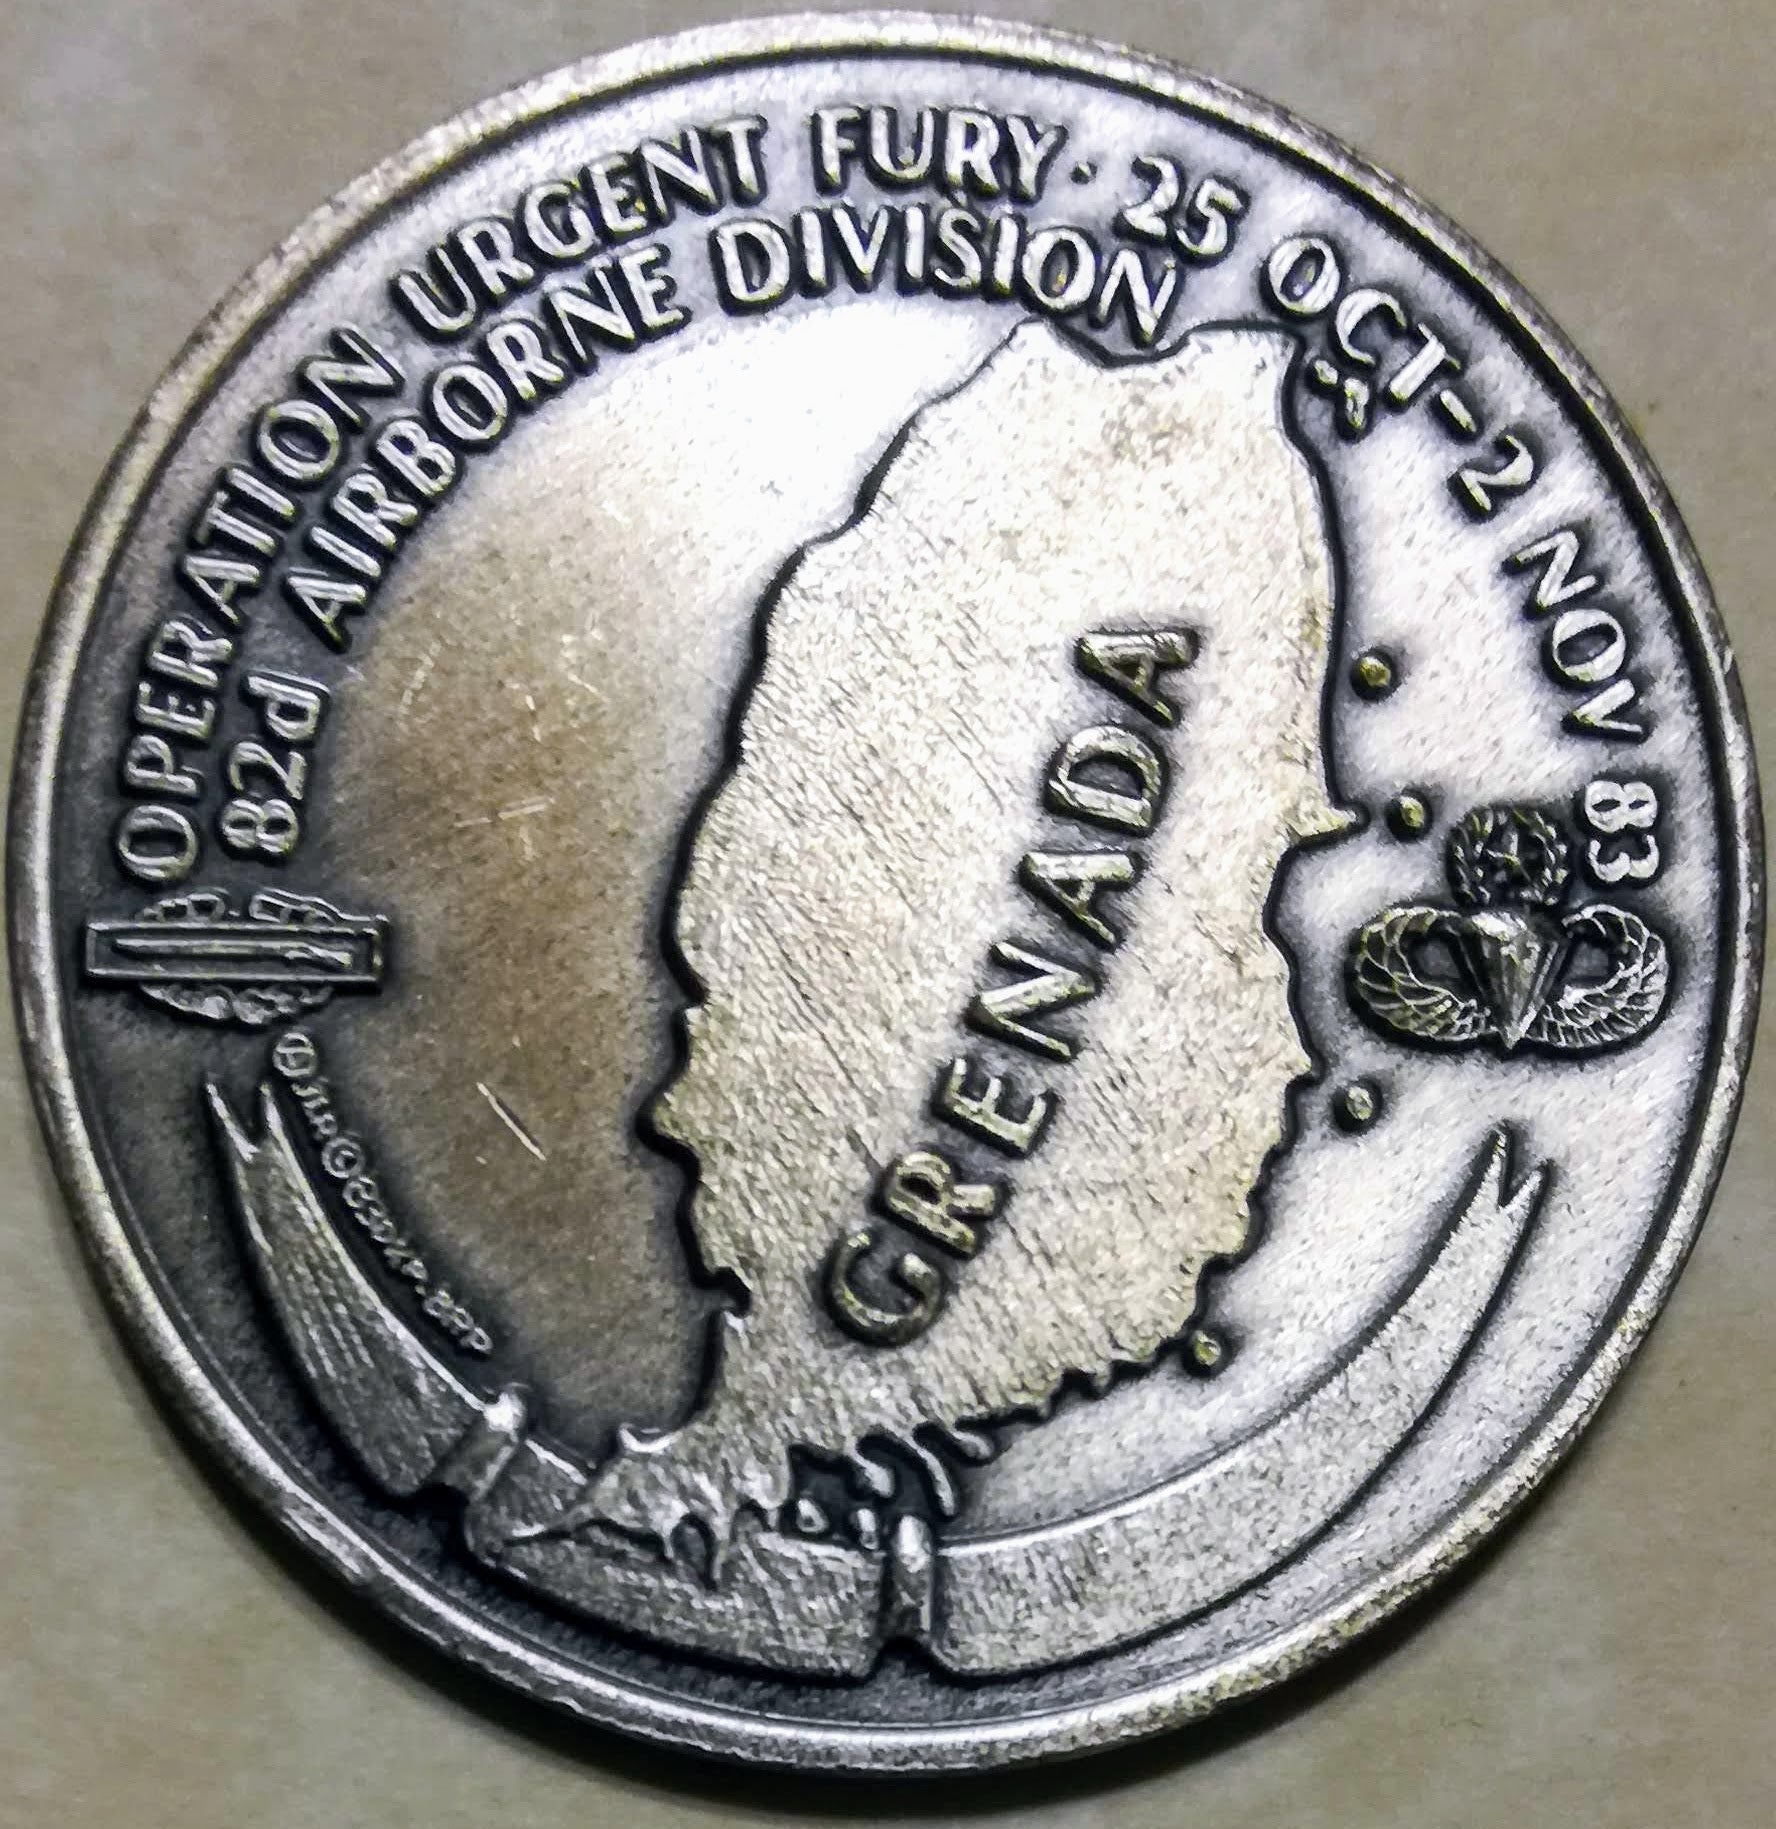 OPERATION URGENT FURY · 25 OCT-2 NOV 83
82d AIRBORNE DIVISION
GRENADA